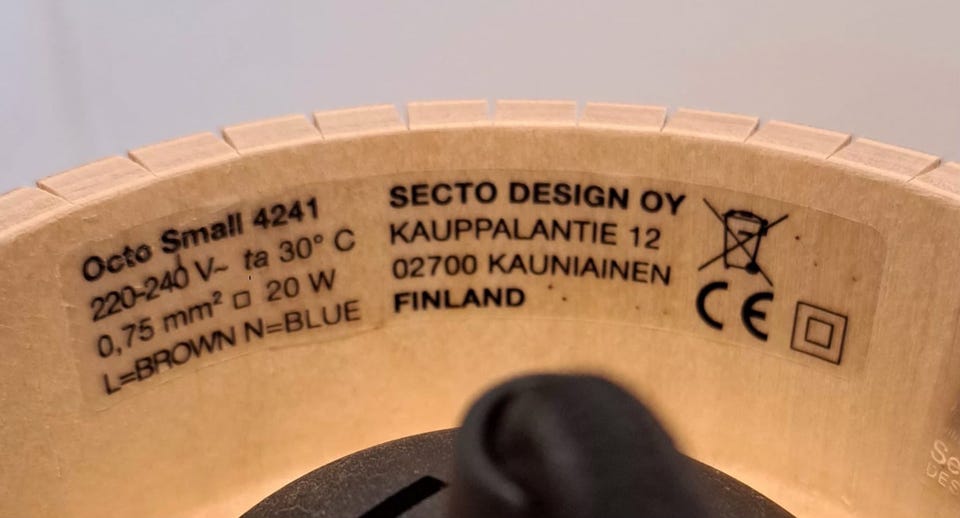 Octo Small 4241
220-240 V~ ta 30° C
0,75 mm² □ 20 W
L=BROWN N=BLUE
SECTO DESIGN OY
KAUPPALANTIE 12
02700 KAUNIAINEN
FINLAND
CE